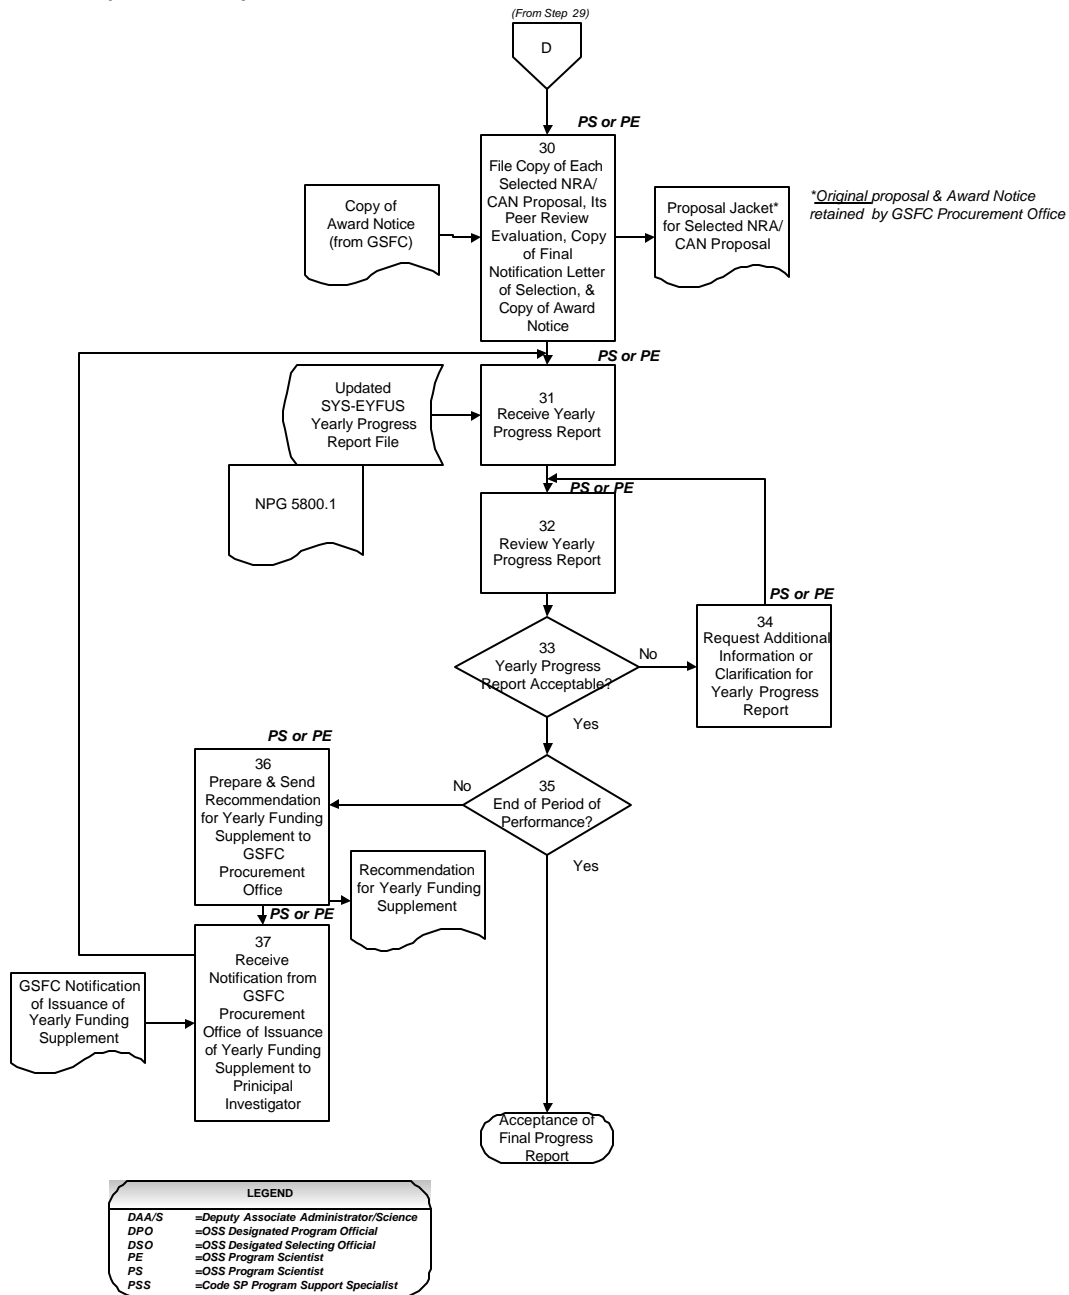 (From Step 29)
D
PS or PE
30
File Copy of Each
Selected NRA/
CAN Proposal, Its
Peer Review
Evaluation, Copy
of Final
Notification Letter
of Selection, &
Copy of Award
Notice
Copy of
Award Notice
(from GSFC)
Proposal Jacket*
for Selected NRA/
CAN Proposal
*Original proposal & Award Notice
retained by GSFC Procurement Office
PS or PE
Updated
SYS-EYFUS
Yearly Progress
Report File
31
Receive Yearly
Progress Report
NPG 5800.1
PS or PE
32
Review Yearly
Progress Report
PS or PE
33
Yearly Progress
Report Acceptable?
No
34
Request Additional
Information or
Clarification for
Yearly Progress
Report
Yes
PS or PE
36
Prepare & Send
Recommendation
for Yearly Funding
Supplement to
GSFC
Procurement
Office
No
35
End of Period of
Performance?
Yes
Recommendation
for Yearly Funding
Supplement
PS or PE
37
Receive
Notification from
GSFC
Procurement
Office of Issuance
of Yearly Funding
Supplement to
Prinicipal
Investigator
GSFC Notification
of Issuance of
Yearly Funding
Supplement
Acceptance of
Final Progress
Report
LEGEND
DAA/S =Deputy Associate Administrator/Science
DPO =OSS Designated Program Official
DSO =OSS Desigated Selecting Official
PE =OSS Program Scientist
PS =OSS Program Scientist
PSS =Code SP Program Support Specialist